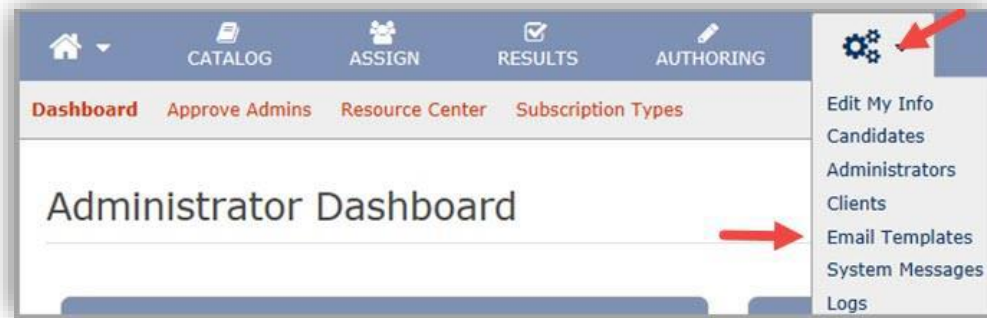 CATALOG
ASSIGN
RESULTS
AUTHORING
Dashboard Approve Admins Resource Center Subscription Types
Administrator Dashboard
Edit My Info
Candidates
Administrators
Clients
Email Templates
System Messages
Logs